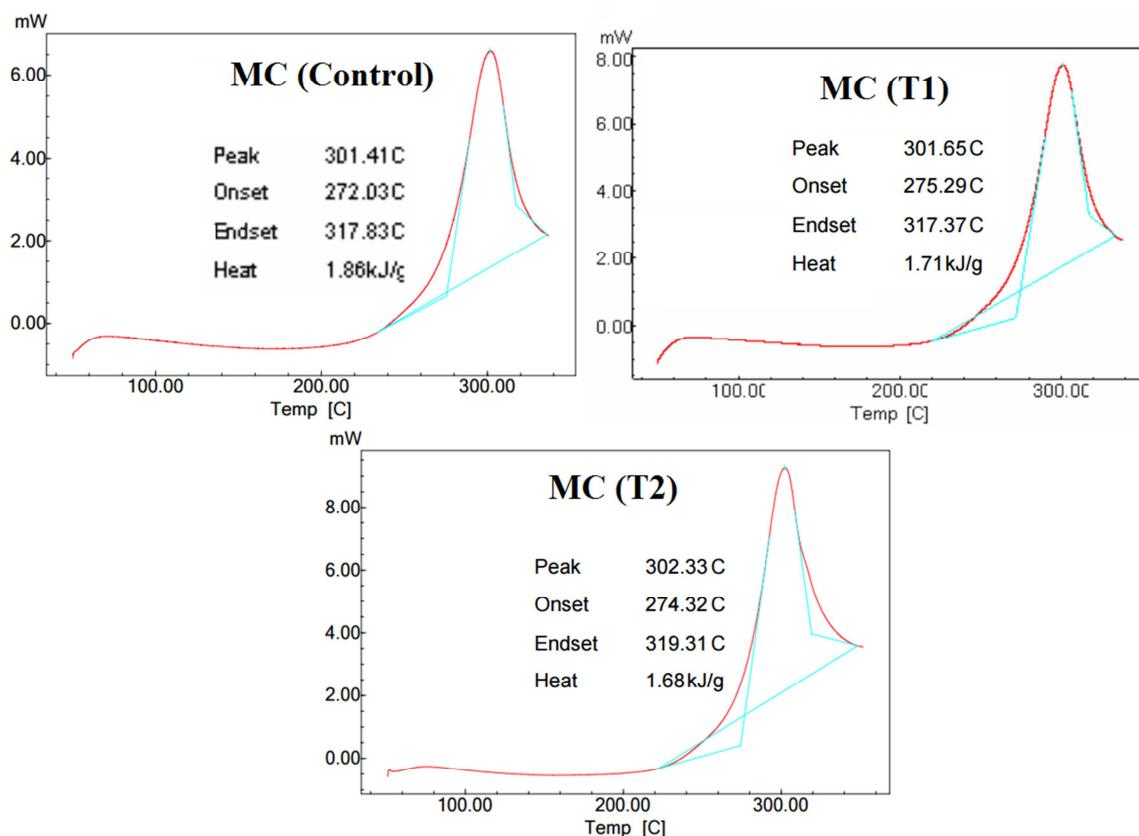 mW
6.00
4.00
2.00
0.00
100.00
200.00
300.00
Temp [C]
MC (Control)
Peak 301.41C
Onset 272.03C
Endset 317.83C
Heat 1.86kJ/g
mW
8.00
6.00
4.00
2.00
0.00
100.0C
200.0C
300.0C
Temp [C]
MC (T1)
Peak 301.65C
Onset 275.29C
Endset 317.37C
Heat 1.71kJ/g
mW
8.00
6.00
4.00
2.00
0.00
100.00
200.00
300.00
Temp [C]
MC (T2)
Peak 302.33C
Onset 274.32C
Endset 319.31C
Heat 1.68kJ/g